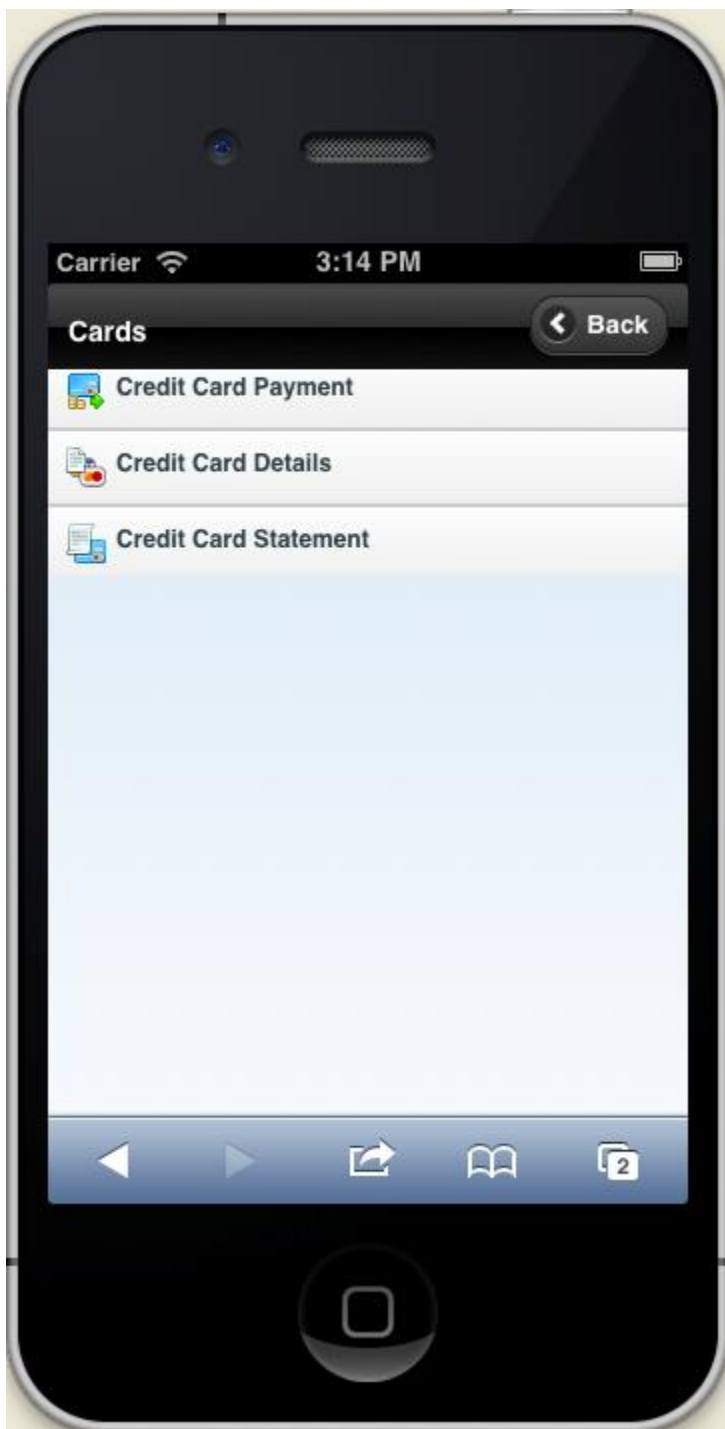 Carrier 3:14 PM
Cards Back
Credit Card Payment
Credit Card Details
Credit Card Statement
2